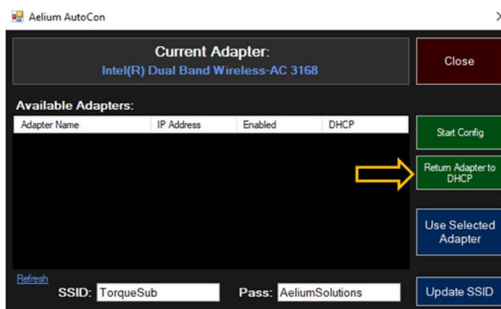 Aelium AutoCon
Current Adapter:
Intel(R) Dual Band Wireless-AC 3168
Close
Available Adapters:
Adapter Name IP Address Enabled DHCP
Start Config
Return Adapter to
DHCP
Use Selected
Adapter
Refresh
SSID: TorqueSub Pass: AeliumSolutions Update SSID